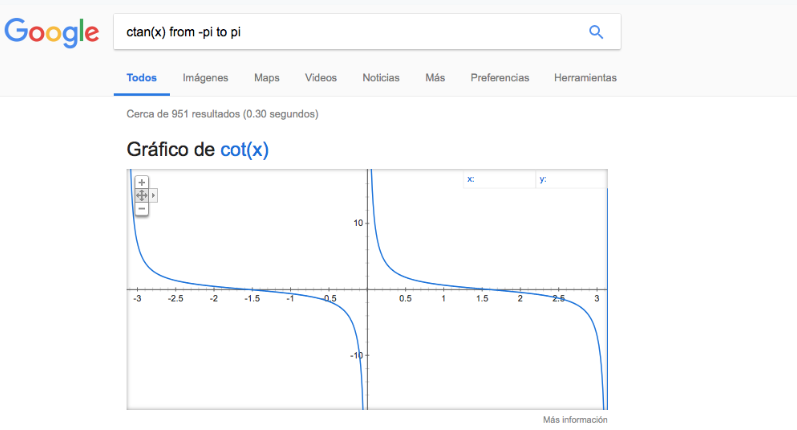 Google
ctan(x) from -pi to pi
Todos Imágenes Maps Videos Noticias Más Preferencias Herramientas
Cerca de 951 resultados (0.30 segundos)
Gráfico de cot(x)
x: y:
+
−
10
-3 -2.5 -2 -1.5 -1 -0.5 0.5 1 1.5 2 2.5 3
-10
Más información